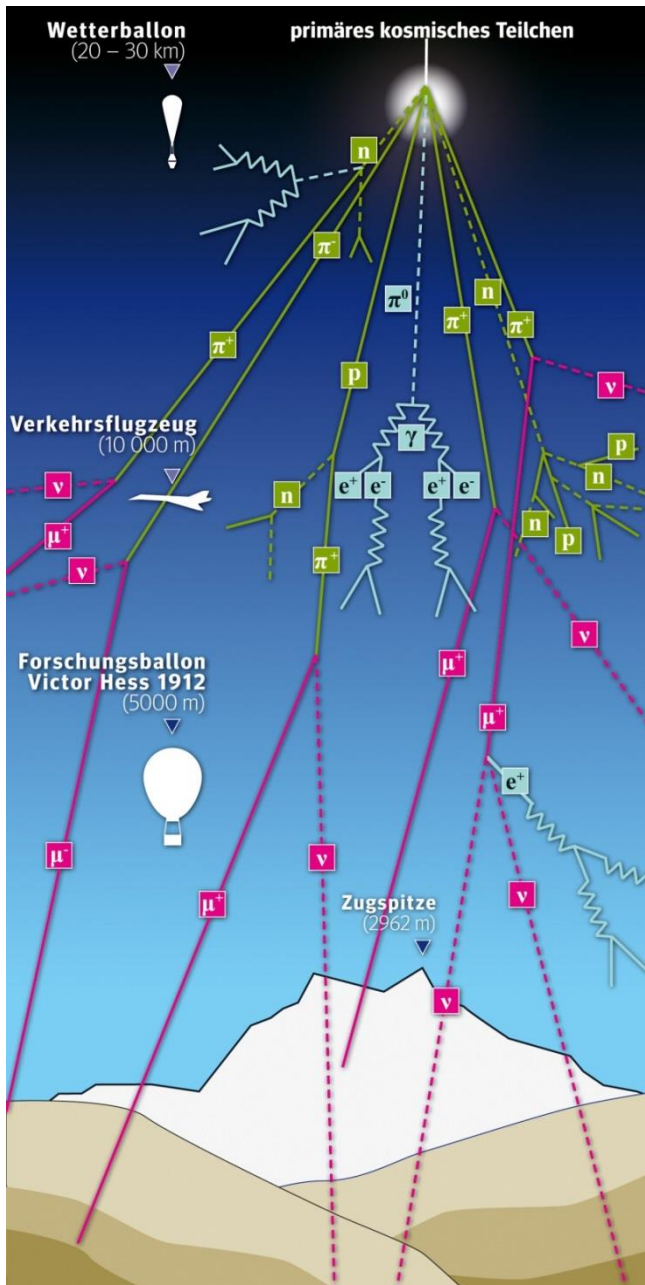 Wetterballon
(20 – 30 km)
primäres kosmisches Teilchen
n
π⁻
π⁰
n
π⁺
π⁺
π⁺
p
ν
Verkehrsflugzeug
(10 000 m)
γ
p
n
e⁺ e⁻ e⁺ e⁻
ν
n
n
p
μ⁺
π⁺
ν
ν
Forschungsballon
Victor Hess 1912
(5000 m)
μ⁺
μ⁺
e⁺
μ⁻
ν
ν
μ⁺
Zugspitze
(2962 m)
ν